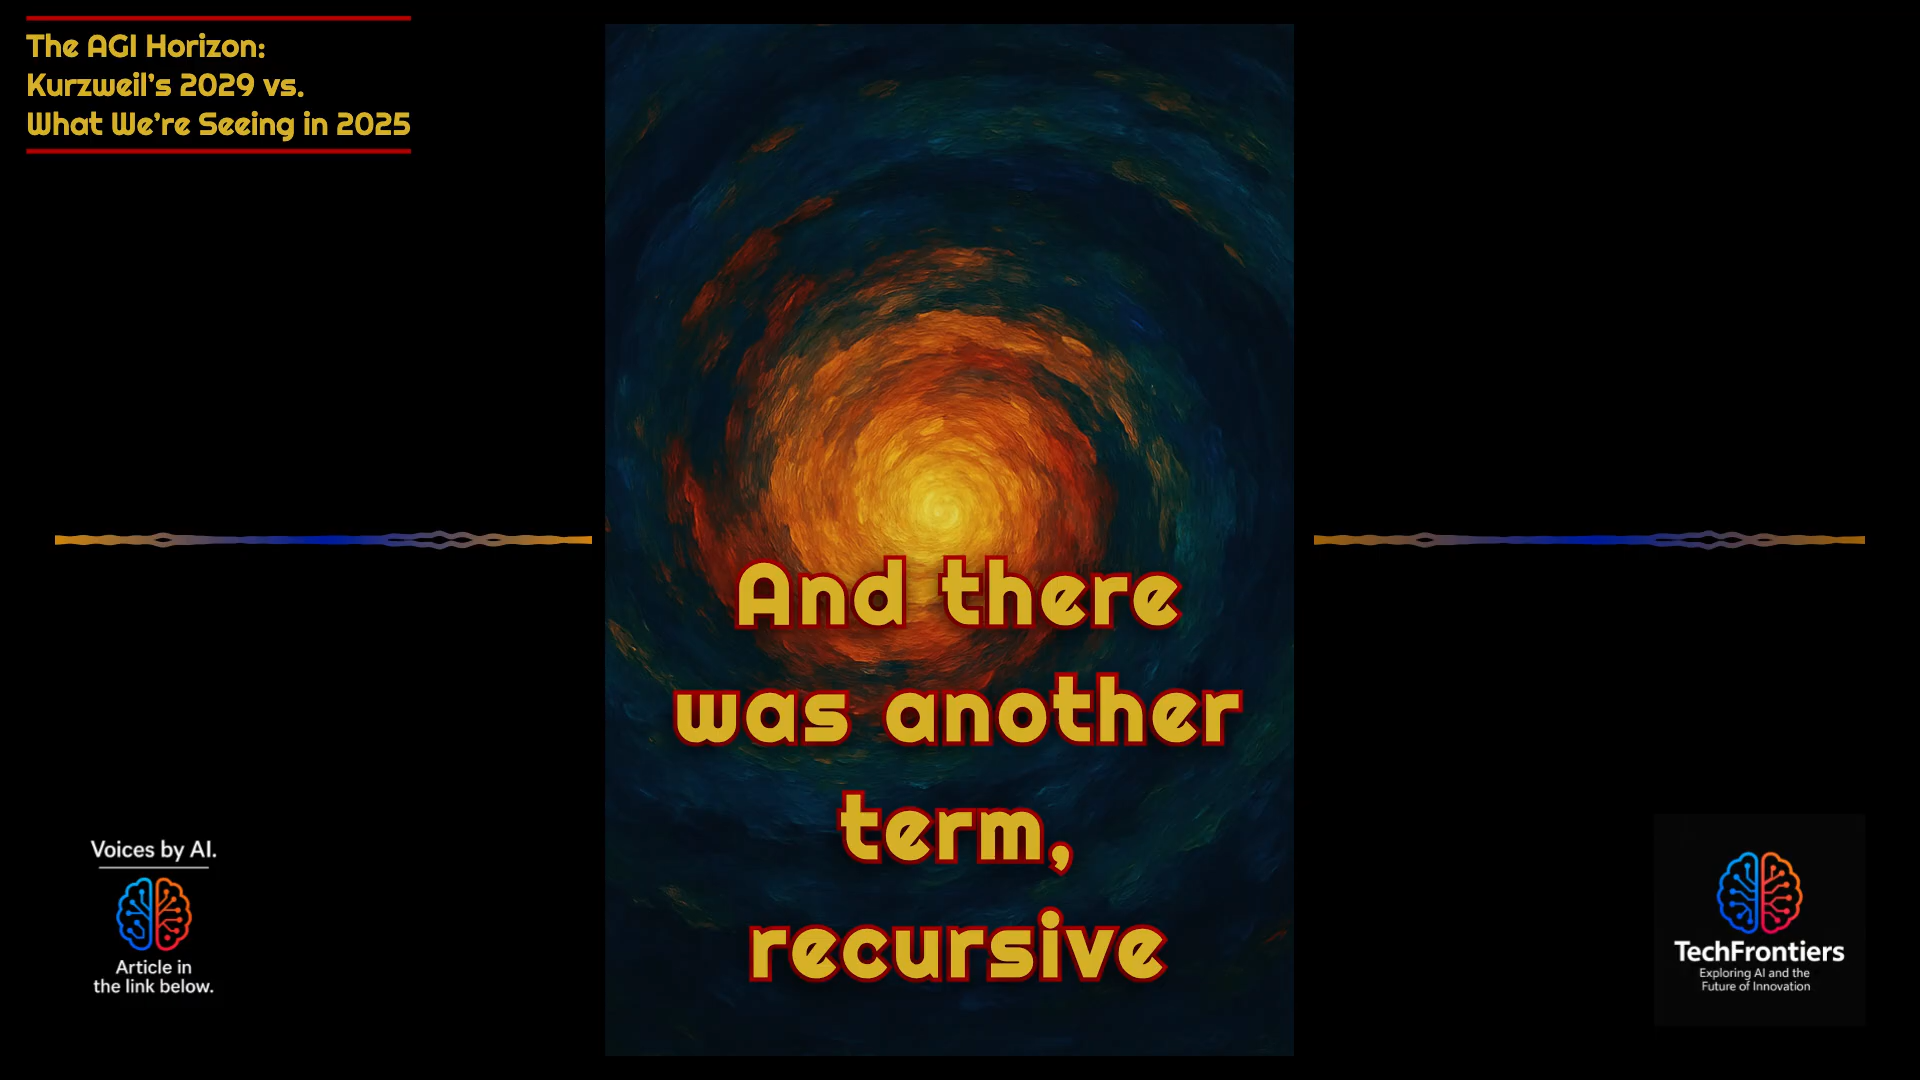 The AGI Horizon:
Kurzweil's 2029 vs.
What We're Seeing in 2025
And there
was another
term,
recursive
Voices by AI.
Article in
the link below.
TechFrontiers
Exploring AI and the
Future of Innovation